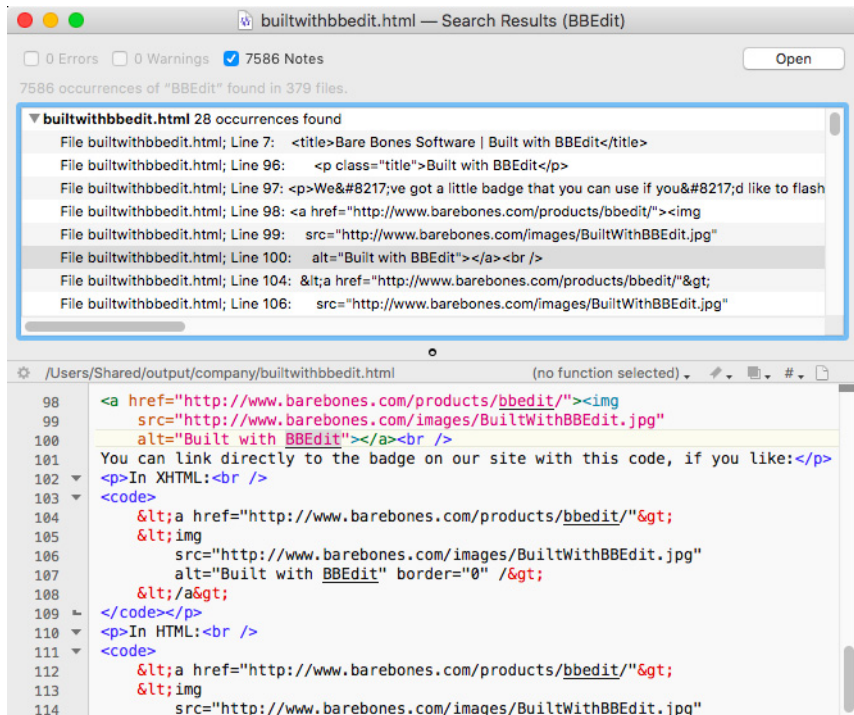 builtwithbbedit.html — Search Results (BBEdit)
0 Errors 0 Warnings 7586 Notes Open
7586 occurrences of "BBEdit" found in 379 files.
builtwithbbedit.html 28 occurrences found
File builtwithbbedit.html; Line 7: <title>Bare Bones Software | Built with BBEdit</title>
File builtwithbbedit.html; Line 96: <p class="title">Built with BBEdit</p>
File builtwithbbedit.html; Line 97: <p>We&#8217;ve got a little badge that you can use if you&#8217;d like to flash
File builtwithbbedit.html; Line 98: <a href="http://www.barebones.com/products/bbedit/"><img
File builtwithbbedit.html; Line 99: src="http://www.barebones.com/images/BuiltWithBBEdit.jpg"
File builtwithbbedit.html; Line 100: alt="Built with BBEdit"></a><br />
File builtwithbbedit.html; Line 104: &lt;a href="http://www.barebones.com/products/bbedit/"&gt;
File builtwithbbedit.html; Line 106: src="http://www.barebones.com/images/BuiltWithBBEdit.jpg"
/Users/Shared/output/company/builtwithbbedit.html (no function selected) #
98 <a href="http://www.barebones.com/products/bbedit/"><img
99 src="http://www.barebones.com/images/BuiltWithBBEdit.jpg"
100 alt="Built with BBEdit"></a><br />
101 You can link directly to the badge on our site with this code, if you like:</p>
102 <p>In XHTML:<br />
103 <code>
104 &lt;a href="http://www.barebones.com/products/bbedit/"&gt;
105 &lt;img
106 src="http://www.barebones.com/images/BuiltWithBBEdit.jpg"
107 alt="Built with BBEdit" border="0" /&gt;
108 &lt;/a&gt;
109 </code></p>
110 <p>In HTML:<br />
111 <code>
112 &lt;a href="http://www.barebones.com/products/bbedit/"&gt;
113 &lt;img
114 src="http://www.barebones.com/images/BuiltWithBBEdit.jpg"